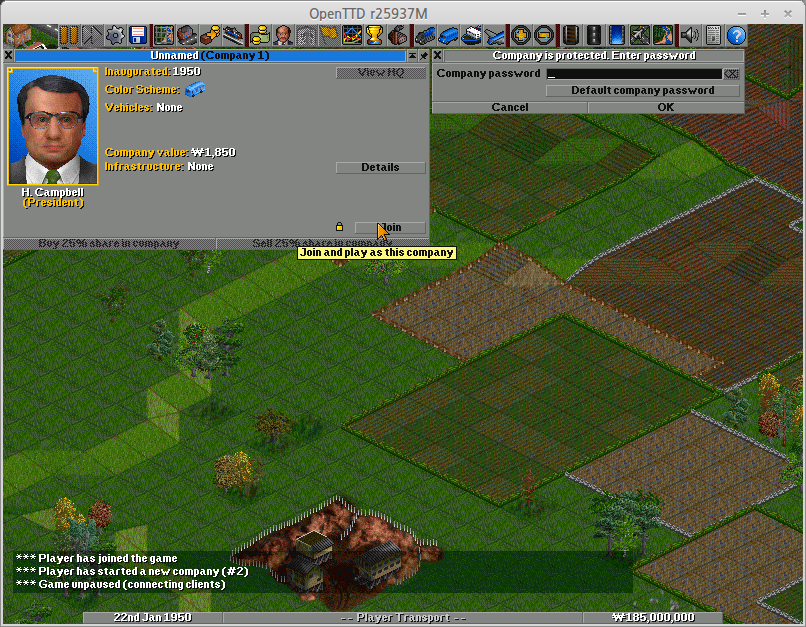 OpenTTD r25937M
X Unnamed (Company 1)
Inaugurated: 1950
View HQ
Color Scheme:
Vehicles: None
Company value: ₩1,850
Infrastructure: None
Details
H. Campbell
(President)
Join
Buy 25% share in company
Sell 25% share in company
Join and play as this company
X Company is protected. Enter password
Company password _
Default company password
Cancel
OK
*** Player has joined the game
*** Player has started a new company (#2)
*** Game unpaused (connecting clients)
22nd Jan 1950
-- Player Transport --
₩185,000,000